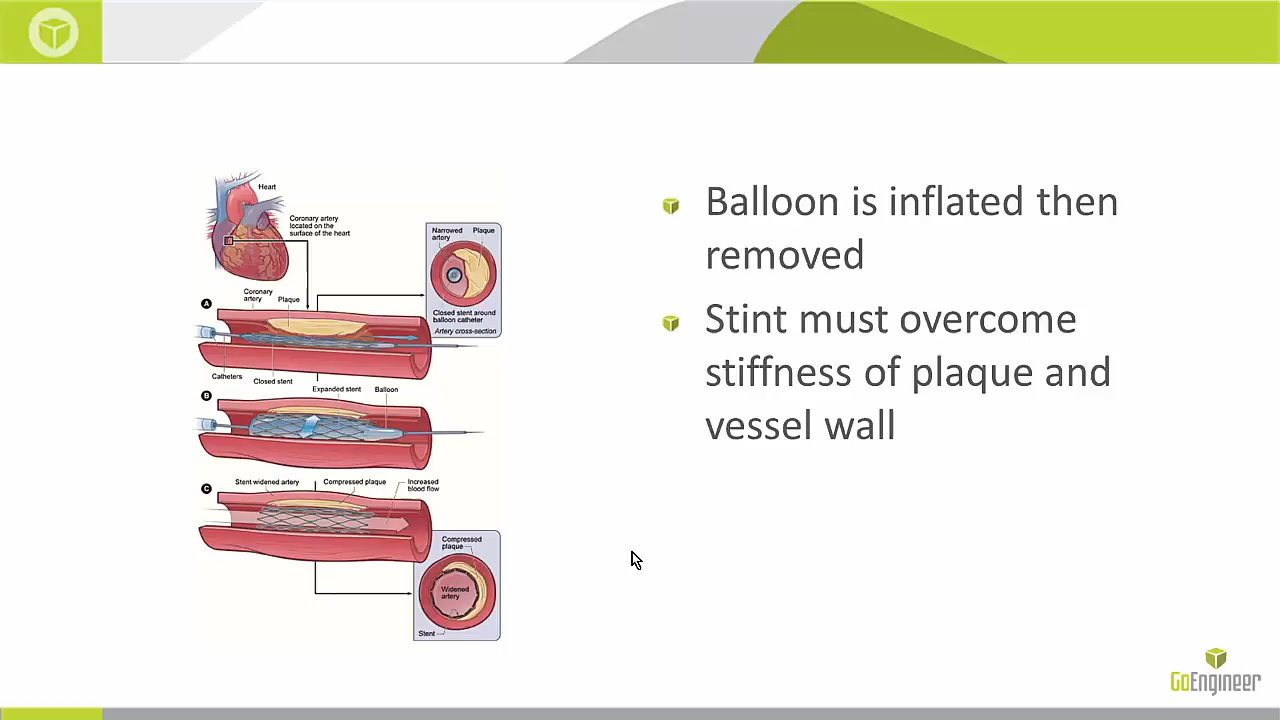 Heart
Coronary artery
located on the
surface of the heart
Narrowed
artery
Plaque
Closed stent around
balloon catheter
Artery cross-section
A
Coronary
artery
Plaque
Catheters
Closed stent
B
Expanded stent
Balloon
C
Stent widened artery
Compressed plaque
Increased
blood flow
Compressed
plaque
Widened
artery
Stent
Balloon is inflated then
removed
Stint must overcome
stiffness of plaque and
vessel wall
GoEngineer